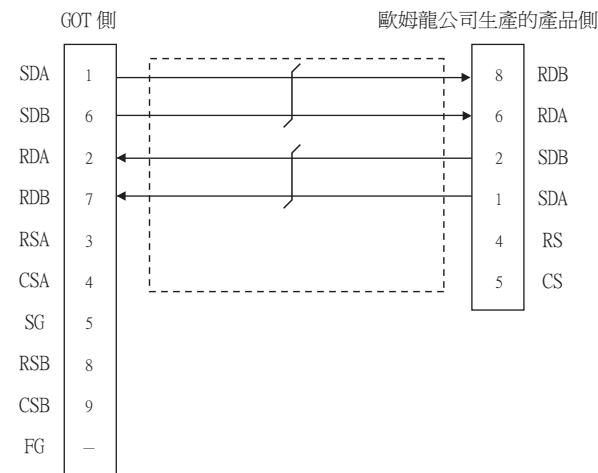 GOT 側 歐姆龍公司生產的產品側
SDA 1 8 RDB
SDB 6 6 RDA
RDA 2 2 SDB
RDB 7 1 SDA
RSA 3 4 RS
CSA 4 5 CS
SG 5
RSB 8
CSB 9
FG –